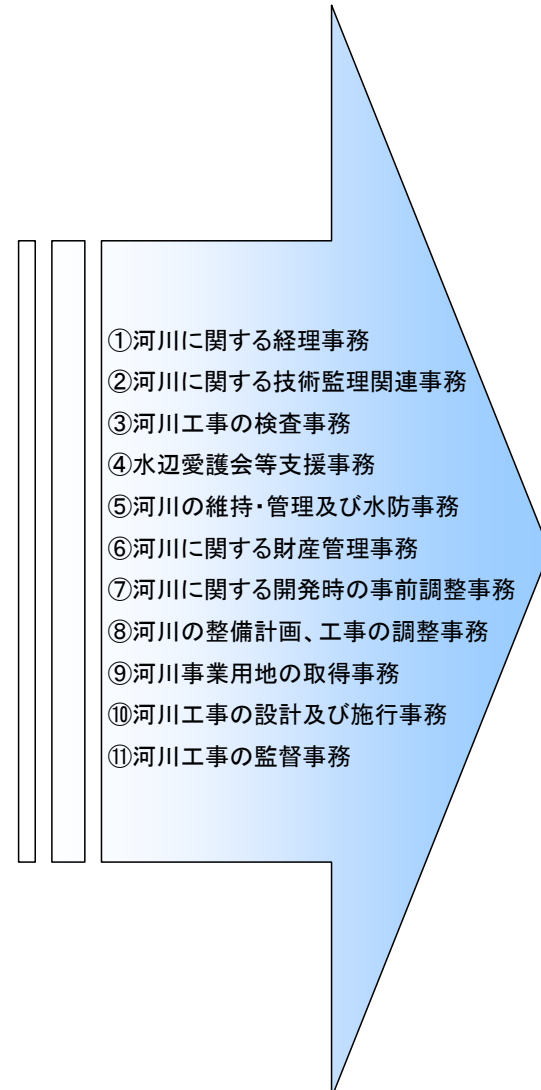 ①河川に関する経理事務
②河川に関する技術監理関連事務
③河川工事の検査事務
④水辺愛護会等支援事務
⑤河川の維持・管理及び水防事務
⑥河川に関する財産管理事務
⑦河川に関する開発時の事前調整事務
⑧河川の整備計画、工事の調整事務
⑨河川事業用地の取得事務
⑩河川工事の設計及び施行事務
⑪河川工事の監督事務